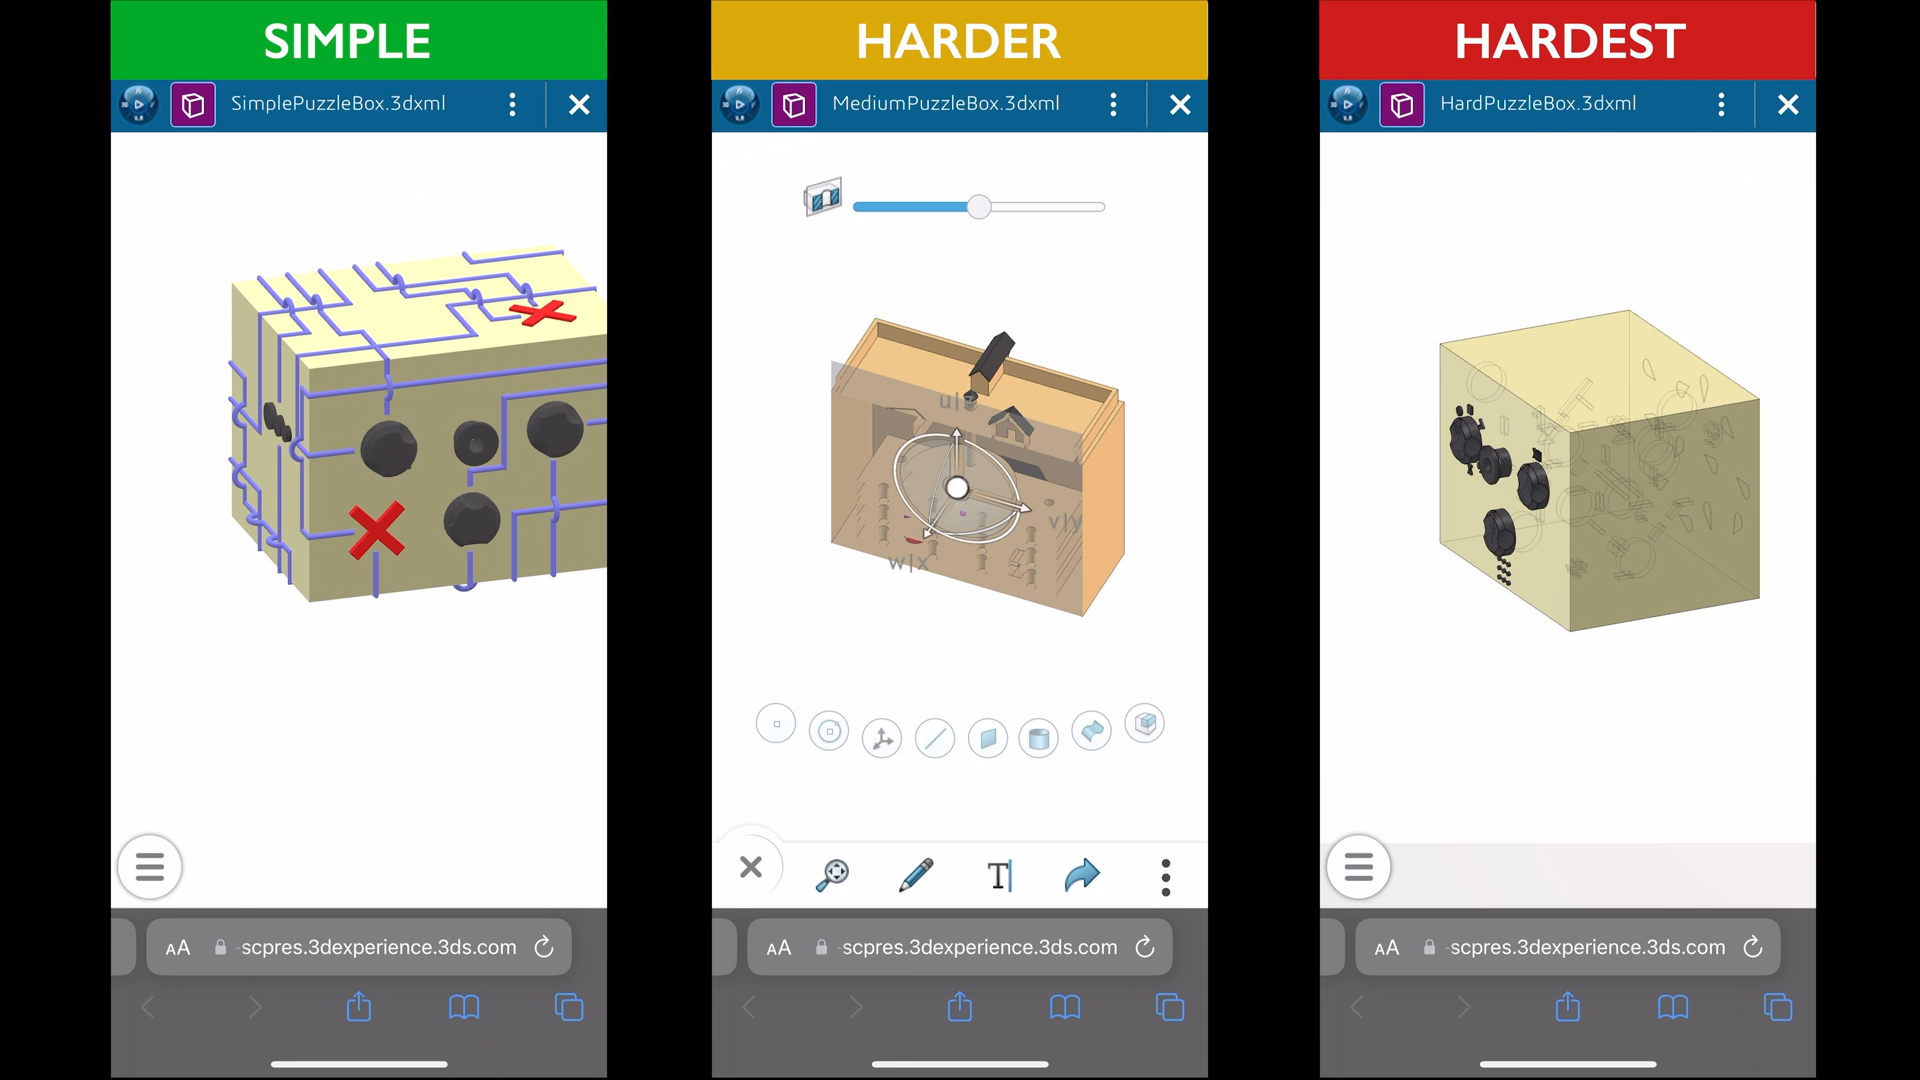 SIMPLE
SimplePuzzleBox.3dxml
AA -scpres.3dexperience.3ds.com
HARDER
MediumPuzzleBox.3dxml
v|y
w|x
T
AA -scpres.3dexperience.3ds.com
HARDEST
HardPuzzleBox.3dxml
AA -scpres.3dexperience.3ds.com